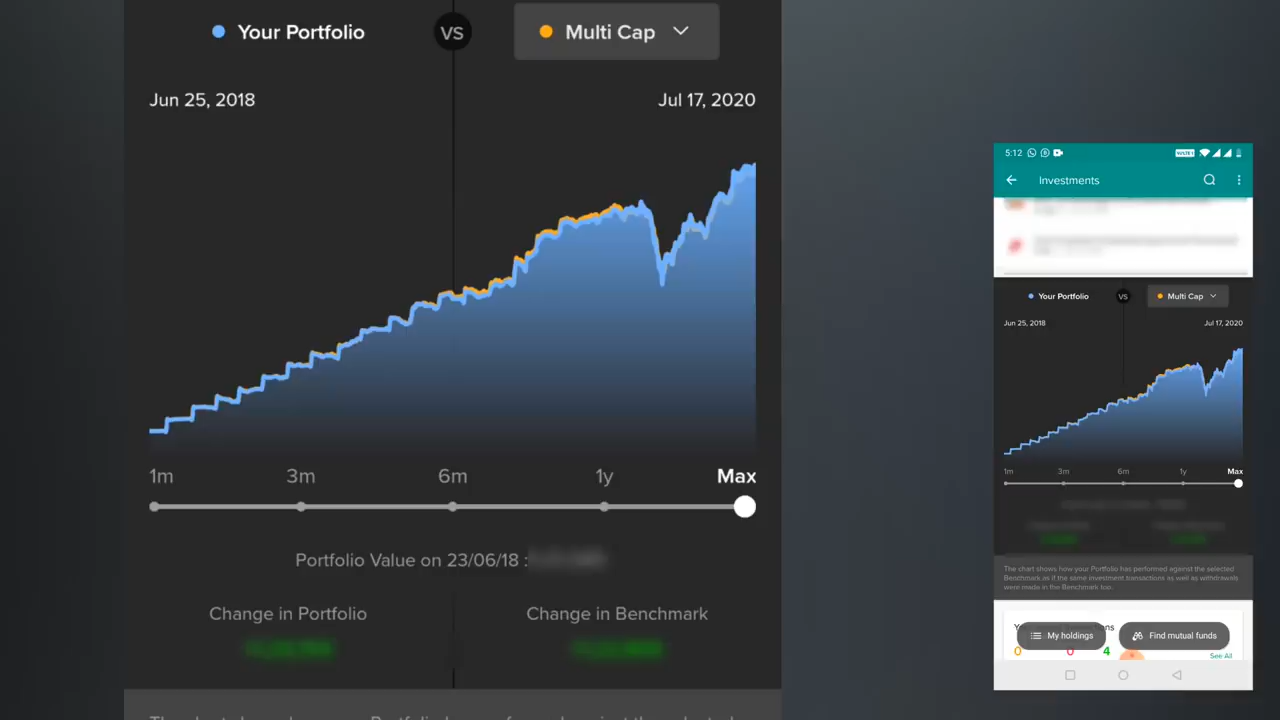 Your Portfolio
VS
Multi Cap
Jun 25, 2018
Jul 17, 2020
1m
3m
6m
1y
Max
Portfolio Value on 23/06/18 :
Change in Portfolio
Change in Benchmark
5:12
Investments
Your Portfolio
VS
Multi Cap
Jun 25, 2018
Jul 17, 2020
1m
3m
6m
1y
Max
The chart shows how your Portfolio has performed against the selected
Benchmark as if the same investment transactions as well as withdrawals
were made in the Benchmark too.
My holdings
Find mutual funds
0
0
4
See All